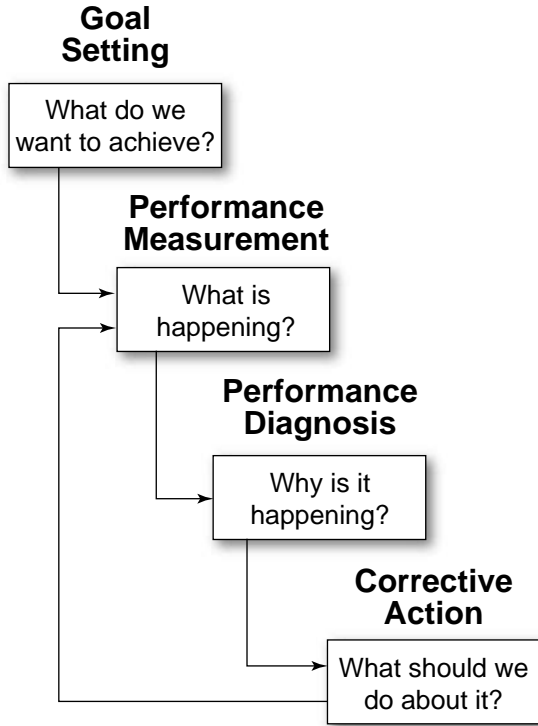 Goal
Setting
What do we
want to achieve?
Performance
Measurement
What is
happening?
Performance
Diagnosis
Why is it
happening?
Corrective
Action
What should we
do about it?